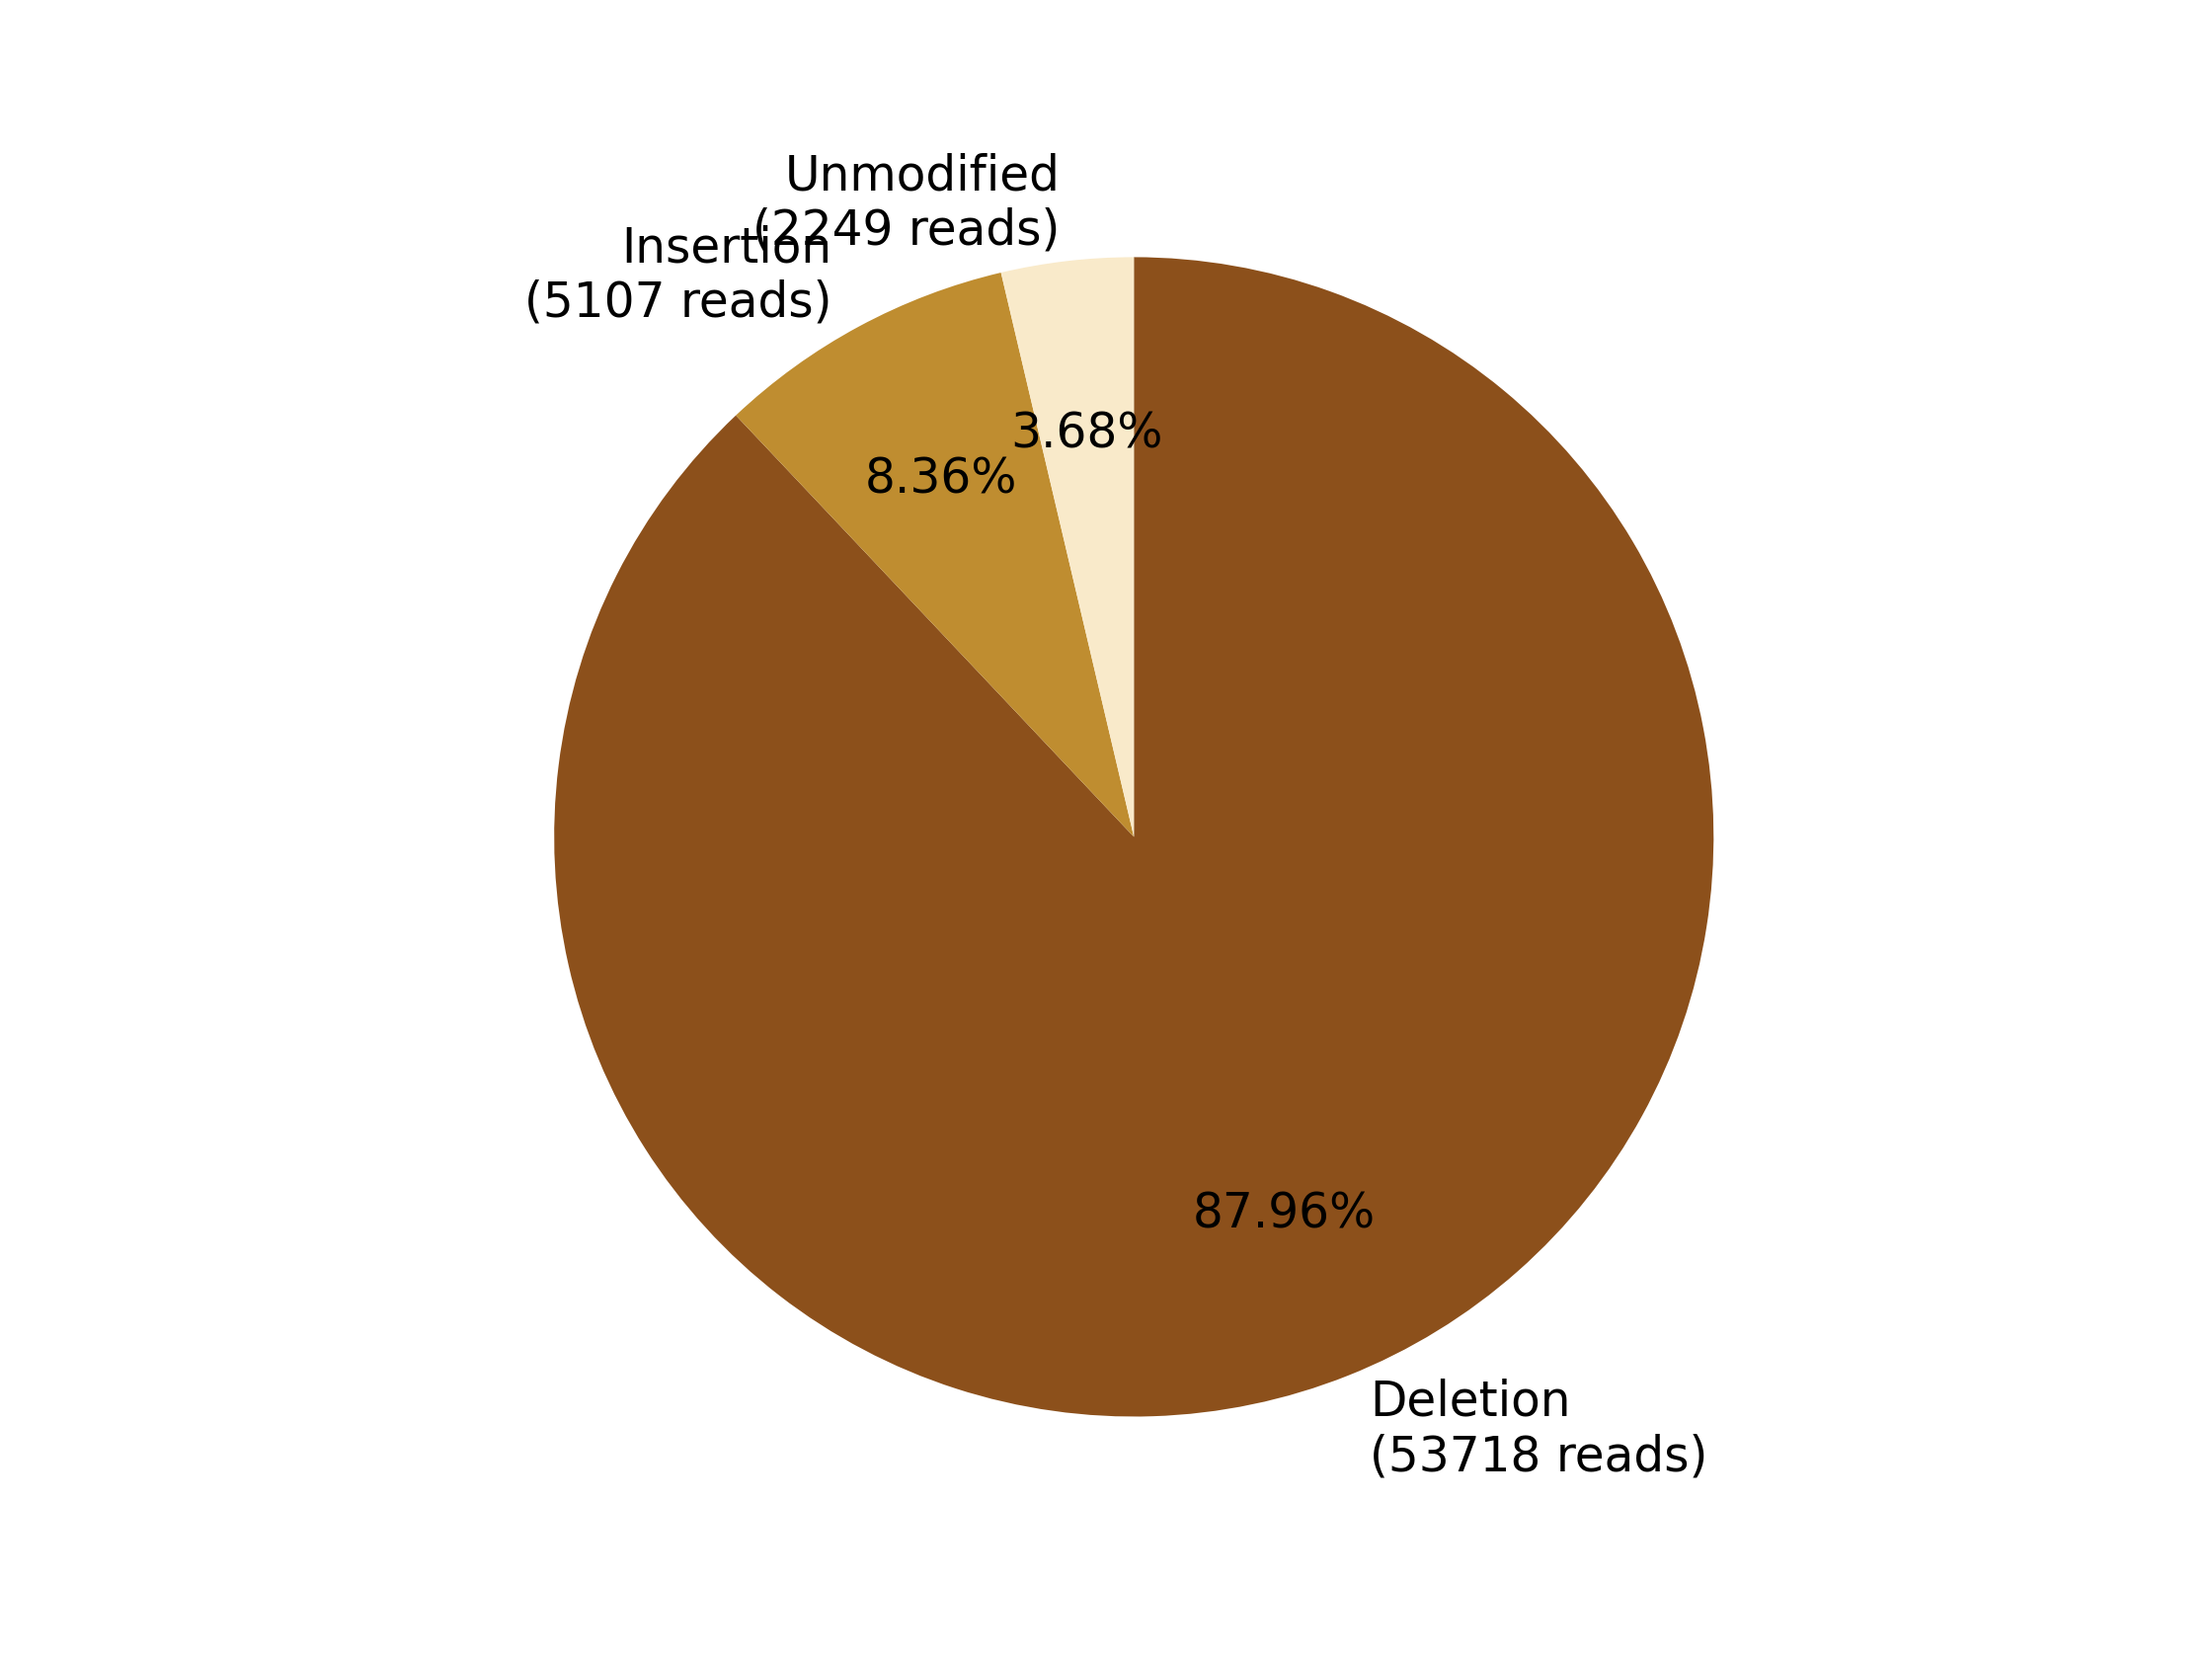 Unmodified
(2249 reads)
Insertion
(5107 reads)
3.68%
8.36%
87.96%
Deletion
(53718 reads)